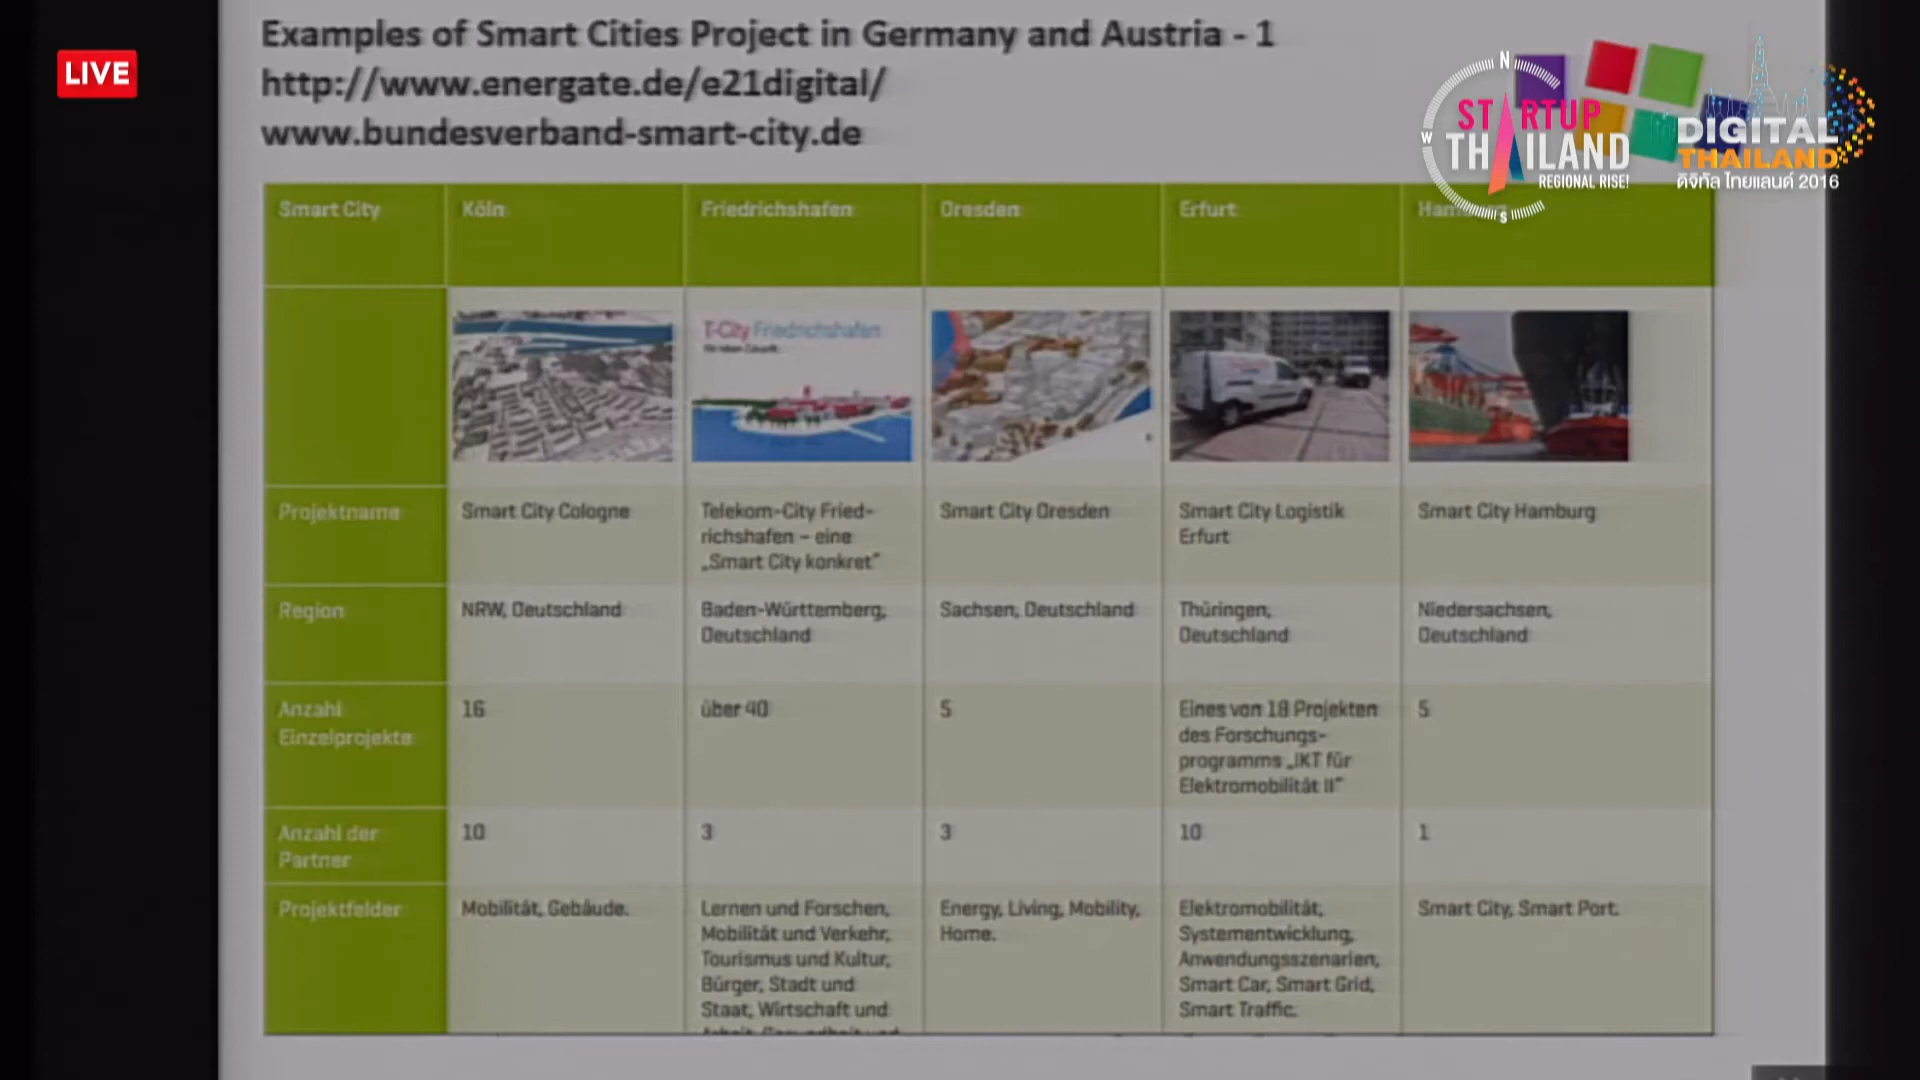 Examples of Smart Cities Project in Germany and Austria - 1
http://www.energate.de/e21digital/
www.bundesverband-smart-city.de
LIVE
N
W
S
STARTUP
THAILAND
REGIONAL RISE!
DIGITAL
THAILAND
ดิจิทัล ไทยแลนด์ 2016
Smart City
Köln
Friedrichshafen
Dresden
Erfurt
T-City Friedrichshafen
Projektname
Smart City Cologne
Telekom-City Fried-
richshafen – eine
„Smart City konkret“
Smart City Dresden
Smart City Logistik
Erfurt
Smart City Hamburg
Region
NRW, Deutschland
Baden-Württemberg,
Deutschland
Sachsen, Deutschland
Thüringen,
Deutschland
Niedersachsen,
Deutschland
Anzahl
Einzelprojekte
16
über 40
5
Eines von 18 Projekten
des Forschungs-
programms „IKT für
Elektromobilität II“
5
Anzahl der
Partner
10
3
3
10
1
Projektfelder
Mobilität, Gebäude.
Lernen und Forschen,
Mobilität und Verkehr,
Tourismus und Kultur,
Bürger, Stadt und
Staat, Wirtschaft und
Energy, Living, Mobility,
Home.
Elektromobilität,
Systementwicklung,
Anwendungsszenarien,
Smart Car, Smart Grid,
Smart Traffic.
Smart City, Smart Port.